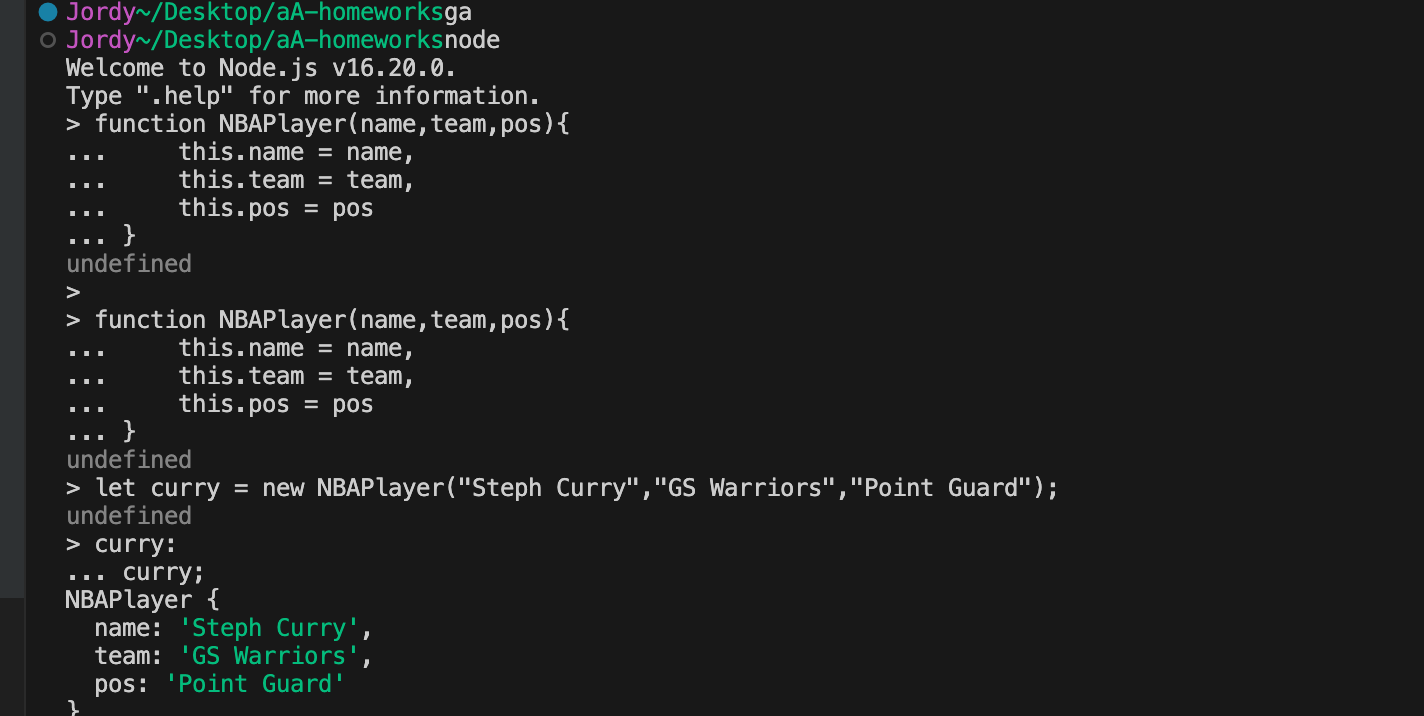 Jordy~/Desktop/aA-homeworksga
Jordy~/Desktop/aA-homeworksnode
Welcome to Node.js v16.20.0.
Type ".help" for more information.
> function NBAPlayer(name,team,pos){
...     this.name = name,
...     this.team = team,
...     this.pos = pos
... }
undefined
>
> function NBAPlayer(name,team,pos){
...     this.name = name,
...     this.team = team,
...     this.pos = pos
... }
undefined
> let curry = new NBAPlayer("Steph Curry","GS Warriors","Point Guard");
undefined
> curry:
... curry;
NBAPlayer {
  name: 'Steph Curry',
  team: 'GS Warriors',
  pos: 'Point Guard'
}